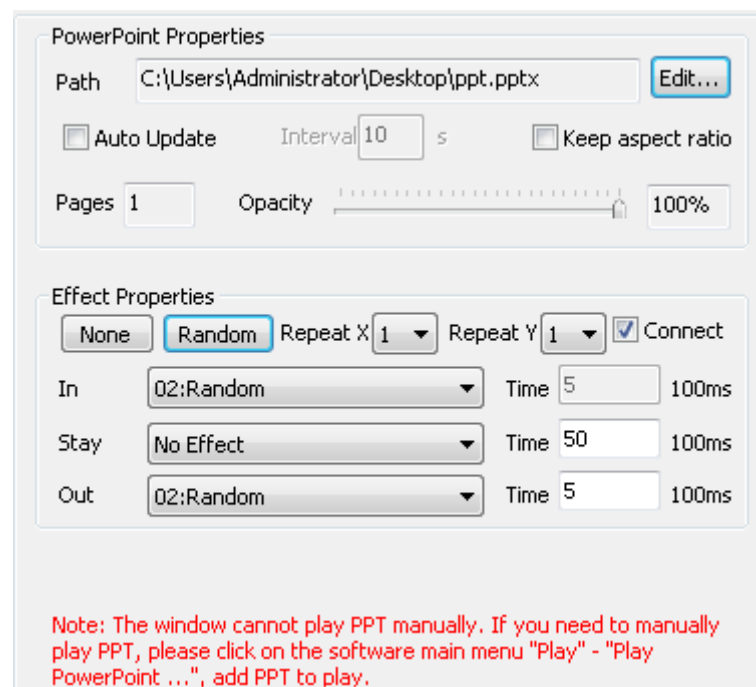 PowerPoint Properties
Path C:\Users\Administrator\Desktop\ppt.pptx Edit...
Auto Update Interval 10 s Keep aspect ratio
Pages 1 Opacity 100%
Effect Properties
None Random Repeat X 1 Repeat Y 1 Connect
In 02:Random Time 5 100ms
Stay No Effect Time 50 100ms
Out 02:Random Time 5 100ms
Note: The window cannot play PPT manually. If you need to manually
play PPT, please click on the software main menu "Play" - "Play
PowerPoint ...", add PPT to play.